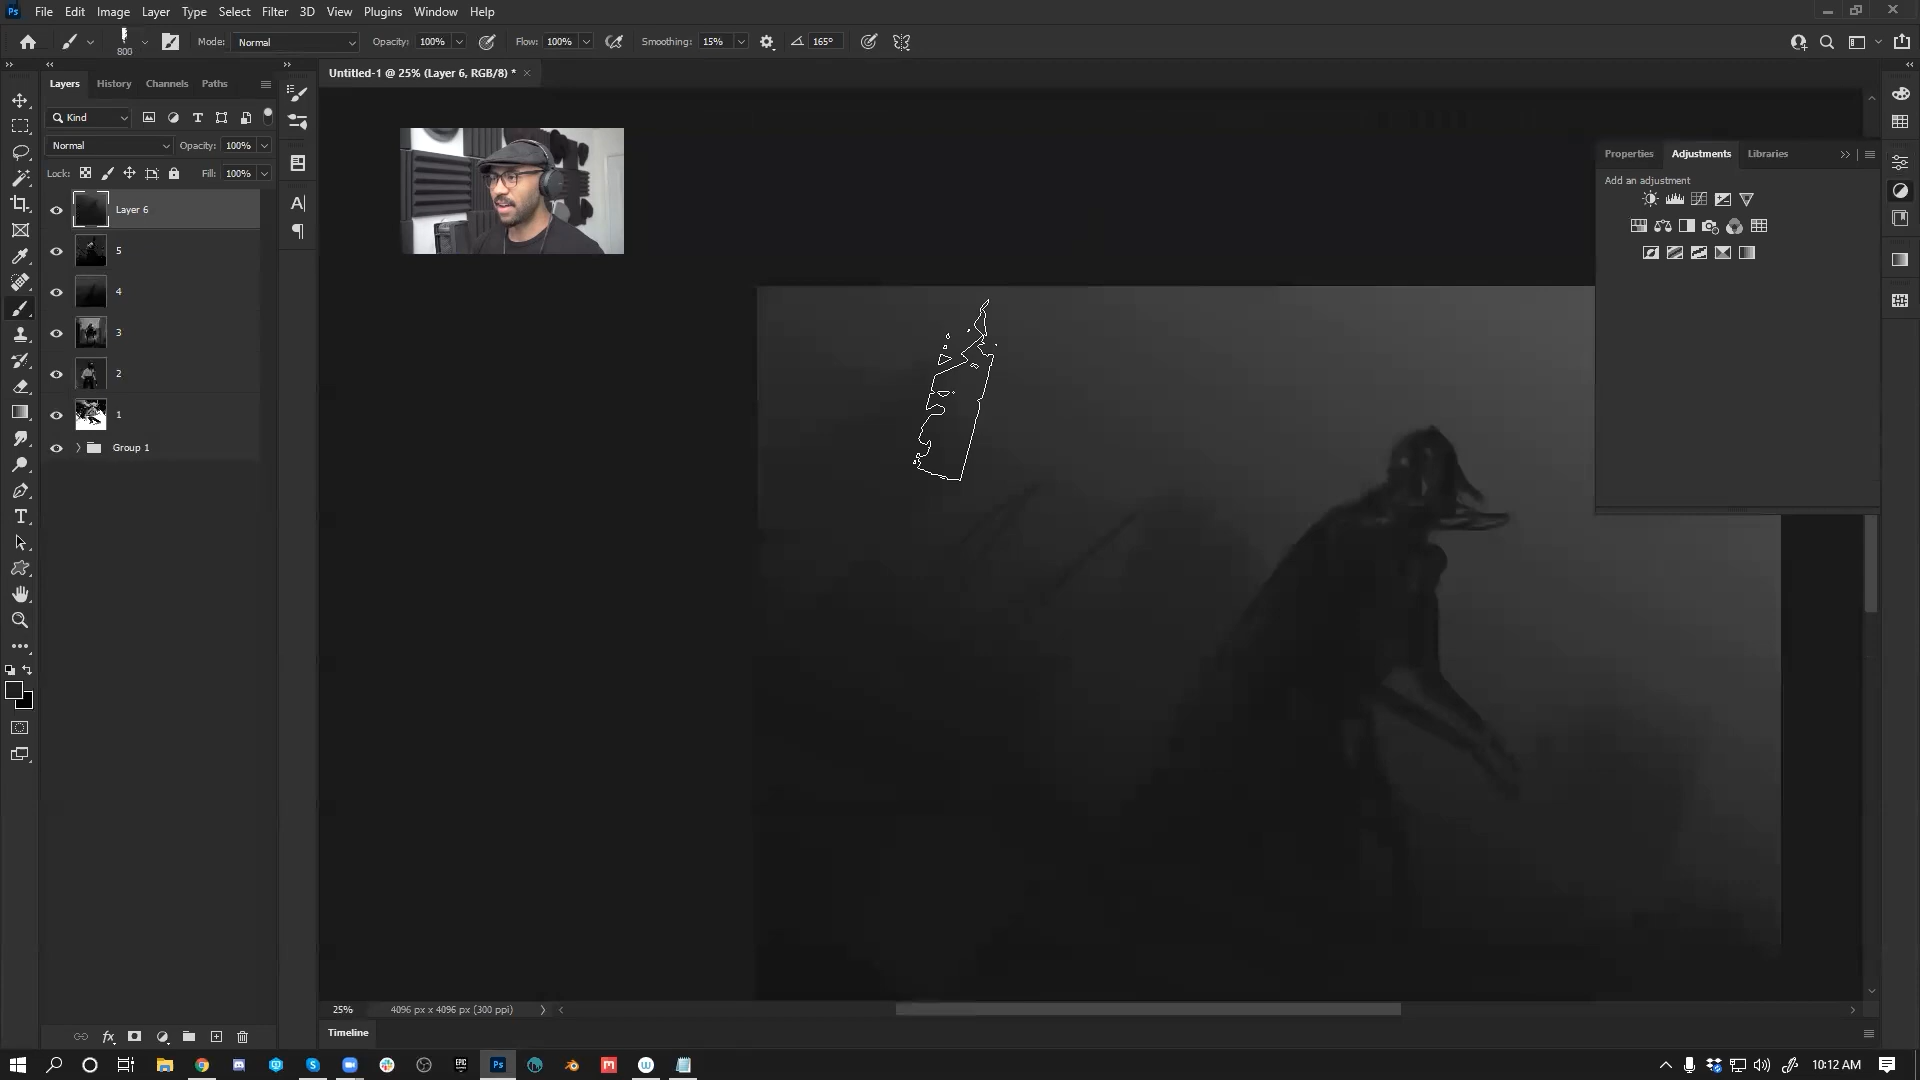 Ps File Edit Image Layer Type Select Filter 3D View Plugins Window Help
800 Mode: Normal Opacity: 100% Flow: 100% Smoothing: 15% 165°
Untitled-1 @ 25% (Layer 6, RGB/8) *
Layers History Channels Paths
Kind
Normal Opacity: 100%
Lock: Fill: 100%
Layer 6
5
4
3
2
1
Group 1
Properties Adjustments Libraries
Add an adjustment
25% 4096 px x 4096 px (300 ppi)
Timeline
10:12 AM